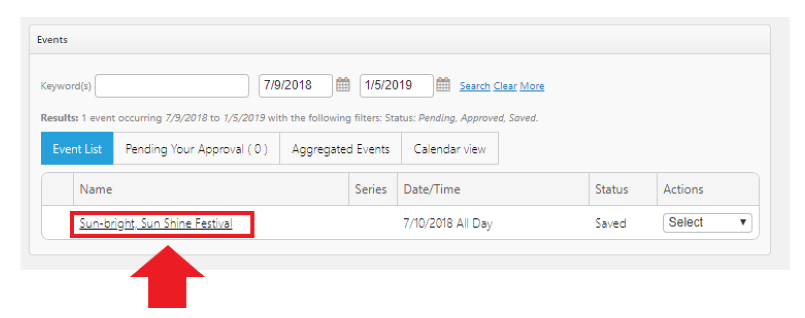 Events
Keyword(s) 7/9/2018 1/5/2019 Search Clear More
Results: 1 event occurring 7/9/2018 to 1/5/2019 with the following filters: Status: Pending, Approved, Saved.
Event List Pending Your Approval ( 0 ) Aggregated Events Calendar view
Name Series Date/Time Status Actions
Sun-bright, Sun Shine Festival 7/10/2018 All Day Saved Select